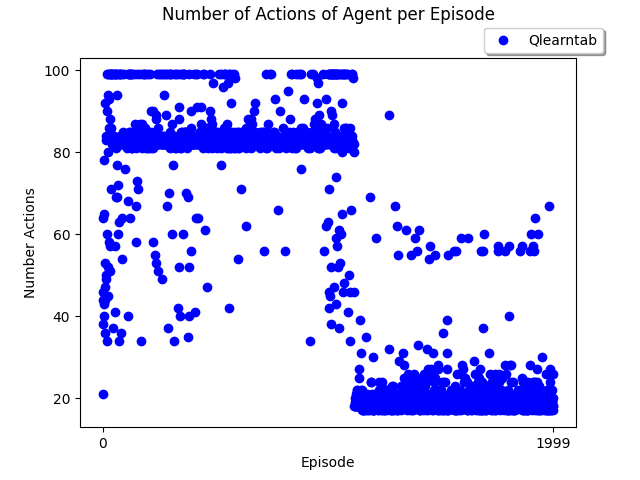 Number of Actions of Agent per Episode
Qlearntab
100
80
60
40
20
Number Actions
0
1999
Episode